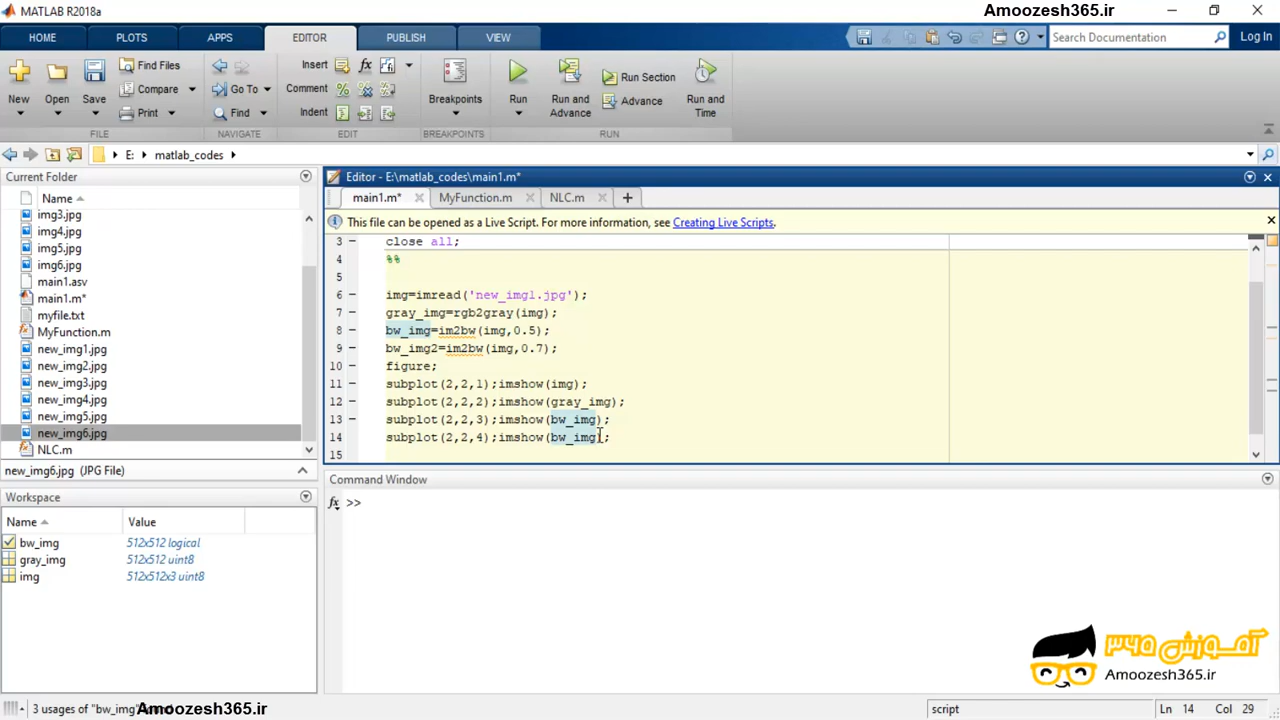 MATLAB R2018a
Amoozesh365.ir
HOME PLOTS APPS EDITOR PUBLISH VIEW
Search Documentation
Log In
New Open Save
Find Files
Compare
Print
FILE
Go To
Find
NAVIGATE
Insert
Comment
Indent
EDIT
Breakpoints
BREAKPOINTS
Run
Run and Advance
Run Section
Advance
Run and Time
RUN
E: matlab_codes
Current Folder
Name
img3.jpg
img4.jpg
img5.jpg
img6.jpg
main1.asv
main1.m*
myfile.txt
MyFunction.m
new_img1.jpg
new_img2.jpg
new_img3.jpg
new_img4.jpg
new_img5.jpg
new_img6.jpg
NLC.m
new_img6.jpg (JPG File)
Workspace
Name Value
bw_img 512x512 logical
gray_img 512x512 uint8
img 512x512x3 uint8
Editor - E:\matlab_codes\main1.m*
main1.m* MyFunction.m NLC.m
This file can be opened as a Live Script. For more information, see Creating Live Scripts.
3 close all;
4 %%
5
6 img=imread('new_img1.jpg');
7 gray_img=rgb2gray(img);
8 bw_img=im2bw(img,0.5);
9 bw_img2=im2bw(img,0.7);
10 figure;
11 subplot(2,2,1);imshow(img);
12 subplot(2,2,2);imshow(gray_img);
13 subplot(2,2,3);imshow(bw_img);
14 subplot(2,2,4);imshow(bw_img);
15
Command Window
fx >>
آموزش ۳۶۵
Amoozesh365.ir
3 usages of "bw_img"
Amoozesh365.ir
script
Ln 14 Col 29